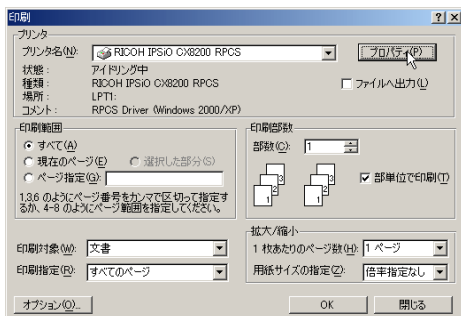 印刷
プリンタ
プリンタ名(N): RICOH IPSiO CX8200 RPCS プロパティ(P)
状態: アイドリング中
種類: RICOH IPSiO CX8200 RPCS ファイルへ出力(L)
場所: LPT1:
コメント: RPCS Driver (Windows 2000/XP)
印刷範囲
すべて(A)
現在のページ(E) 選択した部分(S)
ページ指定(G):
1,3,6 のようにページ番号をカンマで区切って指定す
るか、4-8 のようにページ範囲を指定してください。
印刷部数
部数(C): 1
部単位で印刷(T)
1 2 3 1 2 3
印刷対象(W): 文書
印刷指定(R): すべてのページ
拡大/縮小
1 枚あたりのページ数(H): 1 ページ
用紙サイズの指定(Z): 倍率指定なし
オプション(O)... OK 閉じる